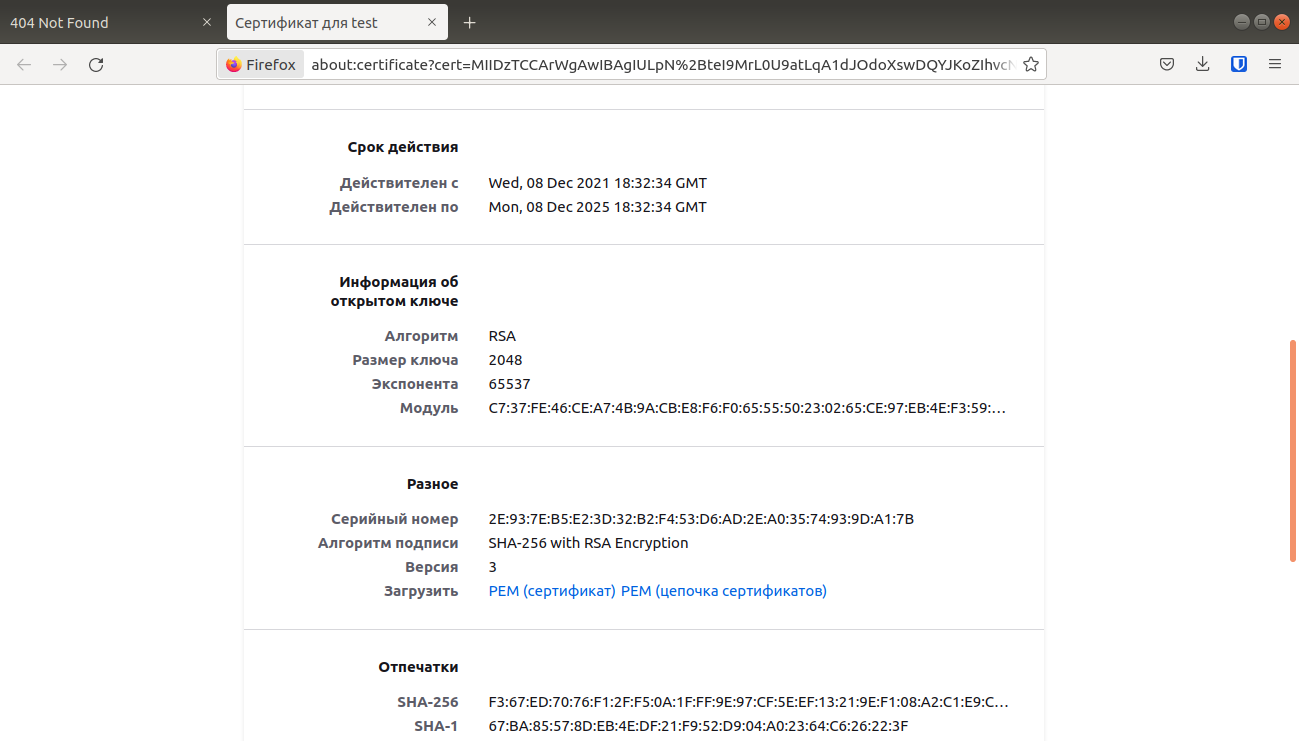 404 Not Found
Сертификат для test
Firefox
about:certificate?cert=MIIDzTCCArWgAwIBAgIULpN%2BteI9MrL0U9atLqA1dJOdoXswDQYJKoZIhvcN
Срок действия
Действителен с Wed, 08 Dec 2021 18:32:34 GMT
Действителен по Mon, 08 Dec 2025 18:32:34 GMT
Информация об
открытом ключе
Алгоритм RSA
Размер ключа 2048
Экспонента 65537
Модуль C7:37:FE:46:CE:A7:4B:9A:CB:E8:F6:F0:65:55:50:23:02:65:CE:97:EB:4E:F3:59:…
Разное
Серийный номер 2E:93:7E:B5:E2:3D:32:B2:F4:53:D6:AD:2E:A0:35:74:93:9D:A1:7B
Алгоритм подписи SHA-256 with RSA Encryption
Версия 3
Загрузить PEM (сертификат) PEM (цепочка сертификатов)
Отпечатки
SHA-256 F3:67:ED:70:76:F1:2F:F5:0A:1F:FF:9E:97:CF:5E:EF:13:21:9E:F1:08:A2:C1:E9:C…
SHA-1 67:BA:85:57:8D:EB:4E:DF:21:F9:52:D9:04:A0:23:64:C6:26:22:3F